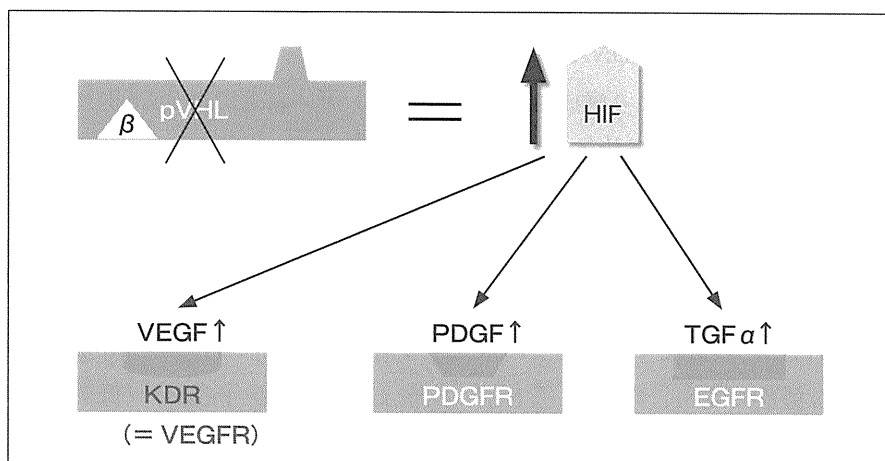 pVHL
β
=
HIF
VEGF↑
PDGF↑
TGFα↑
KDR
PDGFR
EGFR
(= VEGFR)